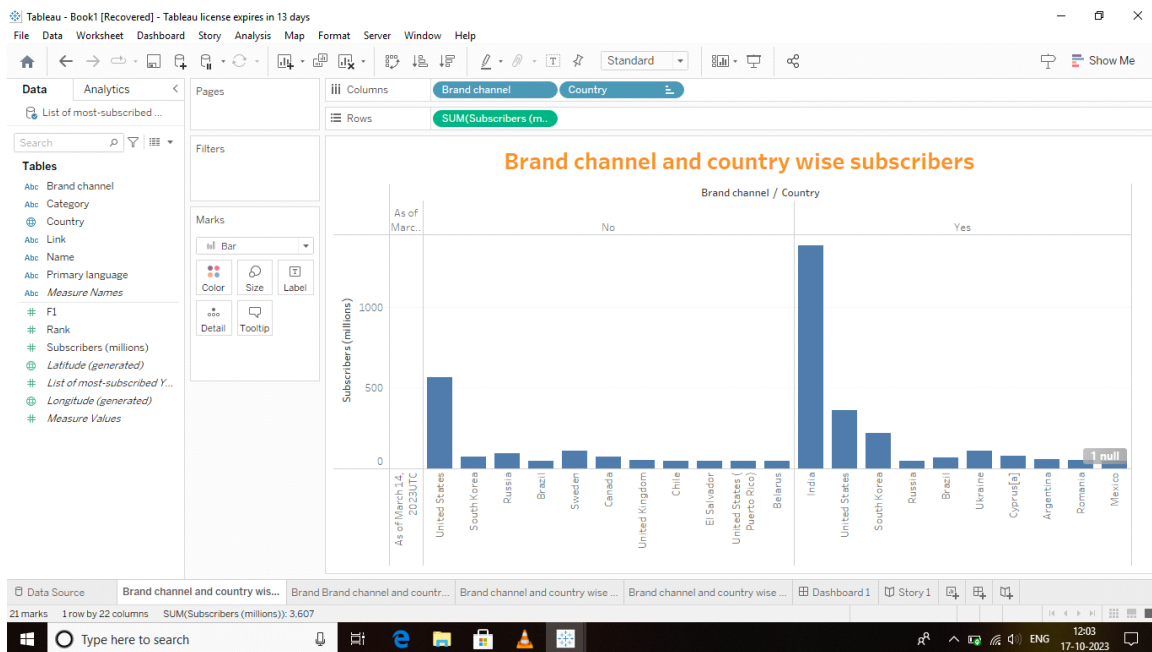 Tableau - Book1 [Recovered] - Tableau license expires in 13 days
File Data Worksheet Dashboard Story Analysis Map Format Server Window Help
Standard
Show Me
Data Analytics
List of most-subscribed ...
Search
Tables
Abc Brand channel
Abc Category
Country
Abc Link
Abc Name
Abc Primary language
Abc Measure Names
# F1
# Rank
# Subscribers (millions)
Latitude (generated)
# List of most-subscribed Y...
Longitude (generated)
# Measure Values
Pages
Filters
Marks
Bar
Color Size Label
Detail Tooltip
Columns Brand channel Country
Rows SUM(Subscribers (m..
Brand channel and country wise subscribers
Brand channel / Country
As of
Marc..
No
Yes
Subscribers (millions)
1000
500
0
1 null
As of March 14,
2023UTC
United States
South Korea
Russia
Brazil
Sweden
Canada
United Kingdom
Chile
El Salvador
United States (
Puerto Rico)
Belarus
India
United States
South Korea
Russia
Brazil
Ukraine
Cyprus[a]
Argentina
Romania
Mexico
Data Source Brand channel and country wis... Brand Brand channel and countr... Brand channel and country wise ... Brand channel and country wise ... Dashboard 1 Story 1
21 marks 1 row by 22 columns SUM(Subscribers (millions)): 3,607
Type here to search
ENG
12:03
17-10-2023